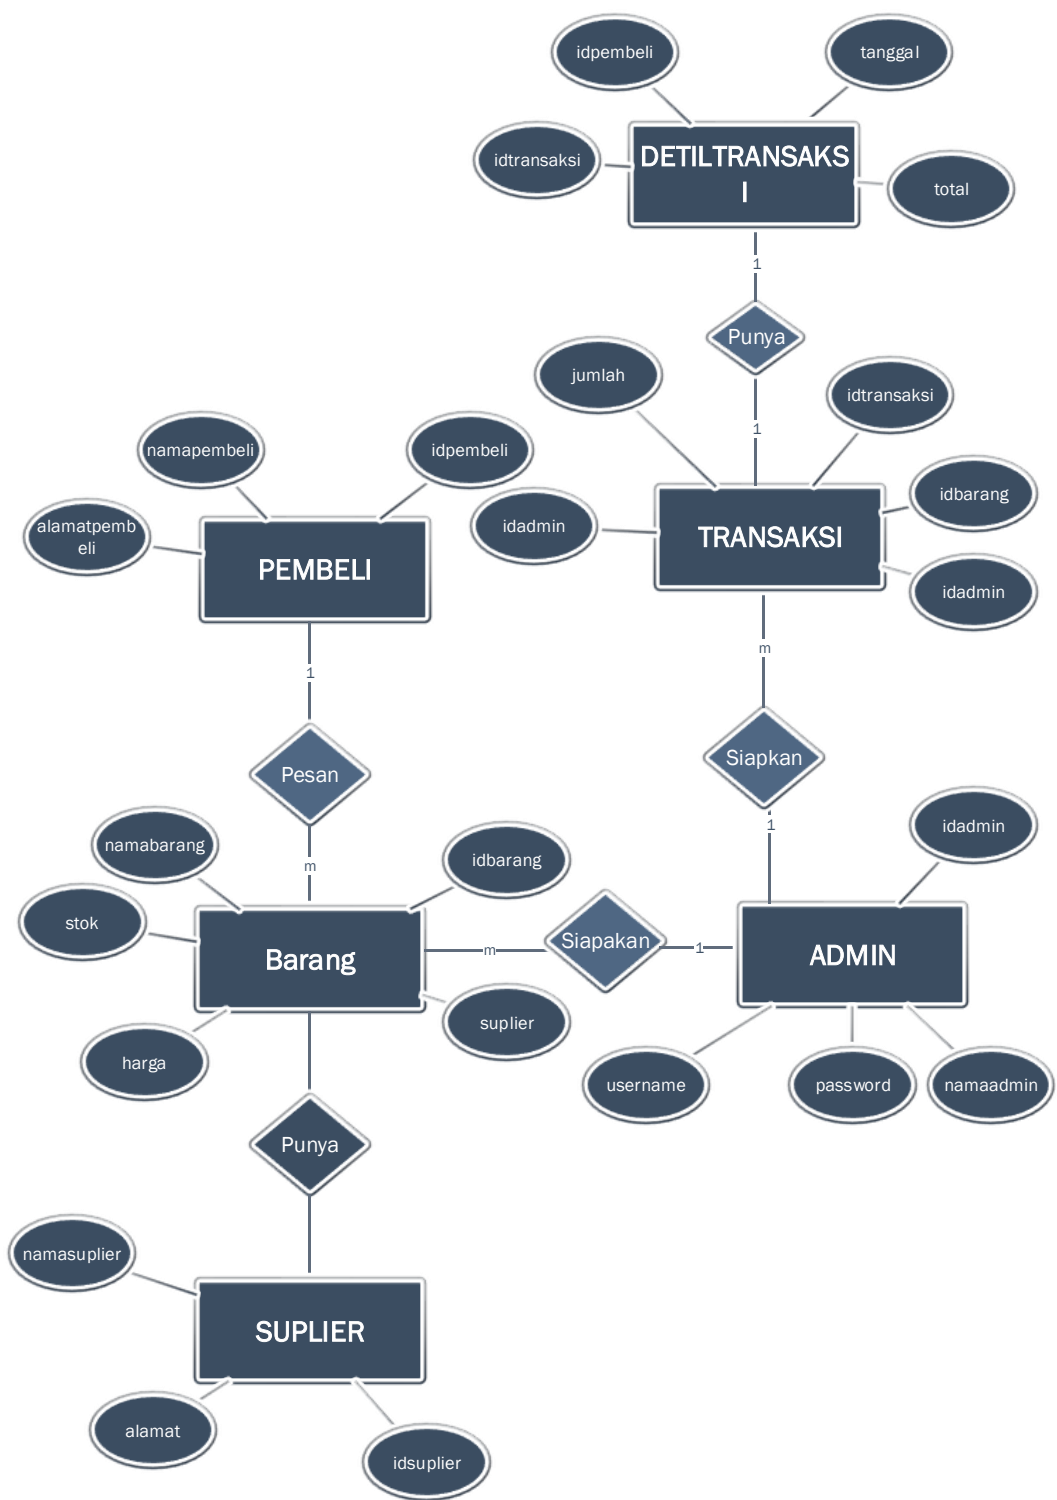 idpembeli
tanggal
idtransaksi
DETILTRANSAKS
I
total
1
Punya
jumlah
idtransaksi
1
namapembeli
idpembeli
idbarang
alamatpemb
eli
idadmin
TRANSAKSI
PEMBELI
idadmin
m
1
Siapkan
Pesan
1
idadmin
namabarang
idbarang
m
stok
Siapakan
m
1
ADMIN
Barang
suplier
harga
username
password
namaadmin
Punya
namasuplier
SUPLIER
alamat
idsuplier